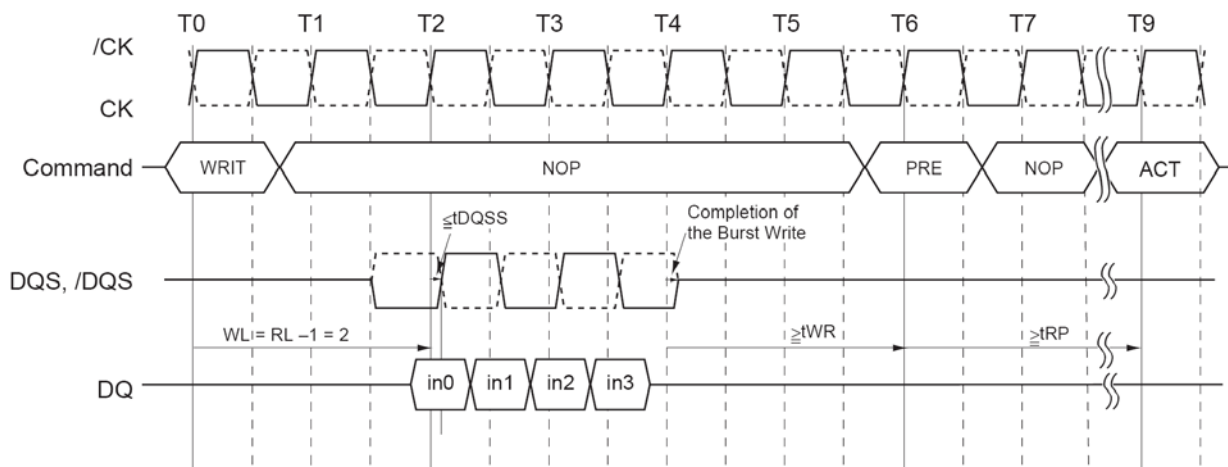 T0 T1 T2 T3 T4 T5 T6 T7 T9
/CK
CK
Command WRIT NOP PRE NOP ACT
≦tDQSS
Completion of
the Burst Write
DQS, /DQS
WL = RL –1 = 2 ≧tWR ≧tRP
DQ in0 in1 in2 in3